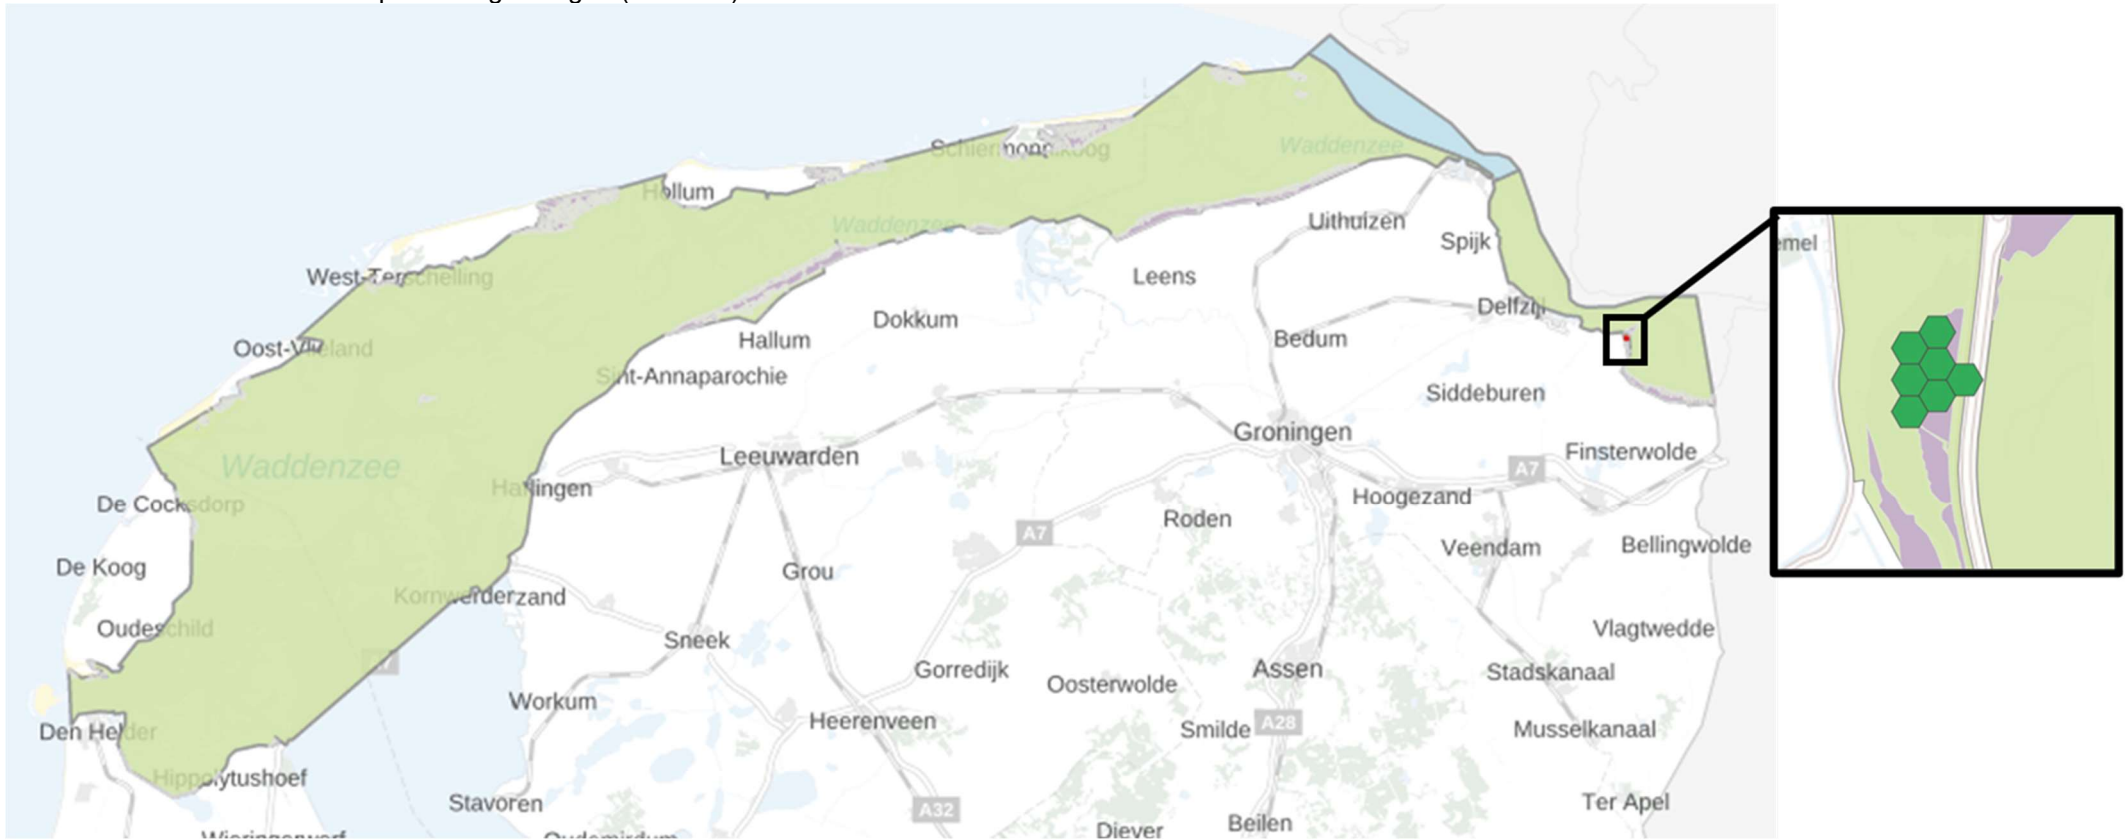 Schiermonnikoog
Waddenzee
Hollum
Waddenzee
Uithuizen
Spijk
emel
West-Terschelling
Leens
Delfzijl
Dokkum
Oost-Vlieland
Hallum
Bedum
Sint-Annaparochie
Siddeburen
Groningen
Leeuwarden
Finsterwolde
Waddenzee
A7
Harlingen
Hoogezand
De Cocksdorp
Roden
A7
Veendam
Bellingwolde
De Koog
Grou
Kornwerderzand
Oudeschild
Vlagtwedde
Sneek
Assen
Gorredijk
Stadskanaal
Oosterwolde
Workum
Heerenveen
Smilde
A28
Musselkanaal
Den Helder
Hippolytushoef
Stavoren
Ter Apel
A32
Beilen
Diever